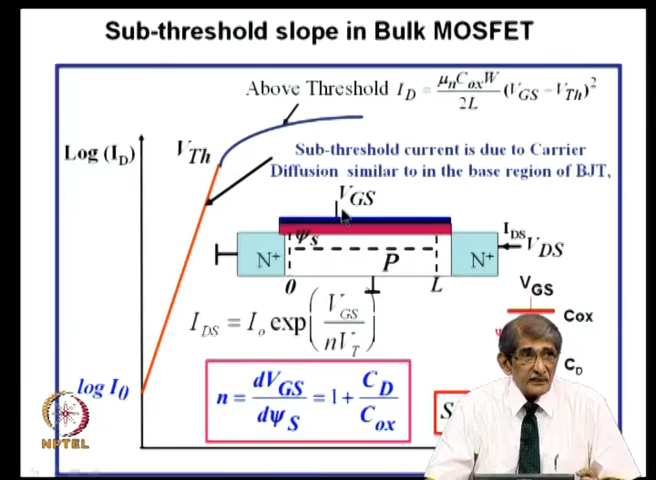 Sub-threshold slope in Bulk MOSFET
Above Threshold I_D = μ_n C_ox W / 2L (V_GS − V_Th)²
Log (I_D)
V_Th
Sub-threshold current is due to Carrier
Diffusion similar to in the base region of BJT,
V_GS
I_DS
V_DS
ψ_S
N⁺
P
N⁺
0
L
V_GS
Cox
C_D
I_DS = I_o exp(V_GS / nV_T)
log I_0
n = dV_GS / dψ_S = 1 + C_D / C_ox
S
NPTEL